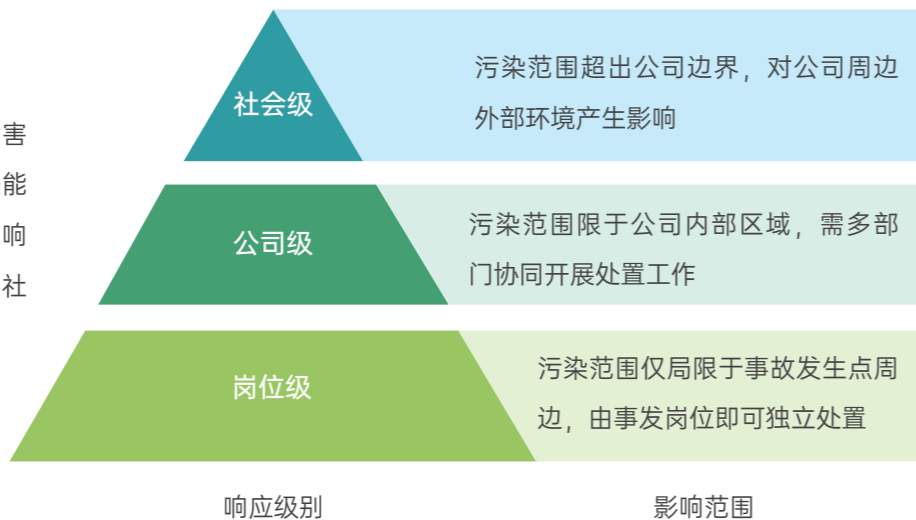 害
能
响
社
社会级
污染范围超出公司边界，对公司周边
外部环境产生影响
公司级
污染范围限于公司内部区域，需多部
门协同开展处置工作
岗位级
污染范围仅局限于事故发生点周
边，由事发岗位即可独立处置
响应级别
影响范围